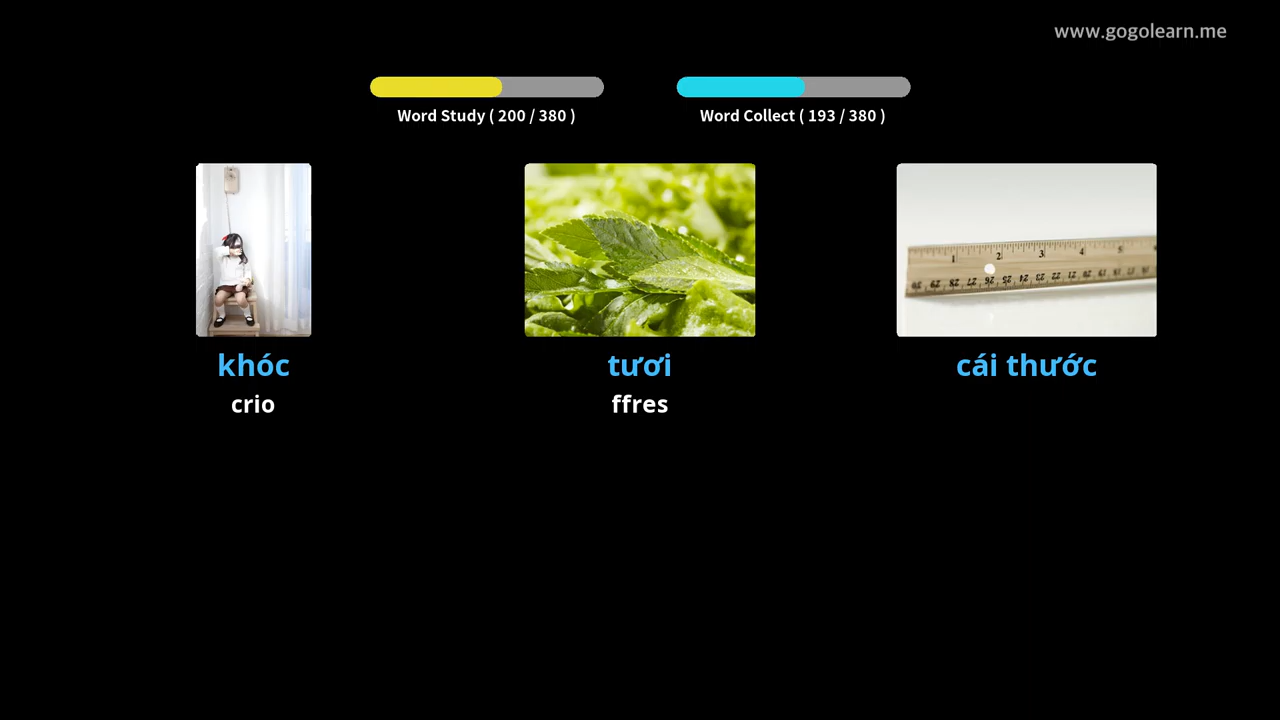 www.gogolearn.me
Word Study ( 200 / 380 )
Word Collect ( 193 / 380 )
khóc
tươi
cái thước
crio
ffres